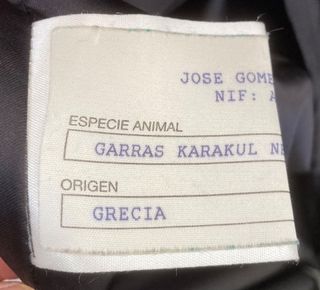 JOSE GOME
NIF: A
ESPECIE ANIMAL
GARRAS KARAKUL NE
ORIGEN
GRECIA